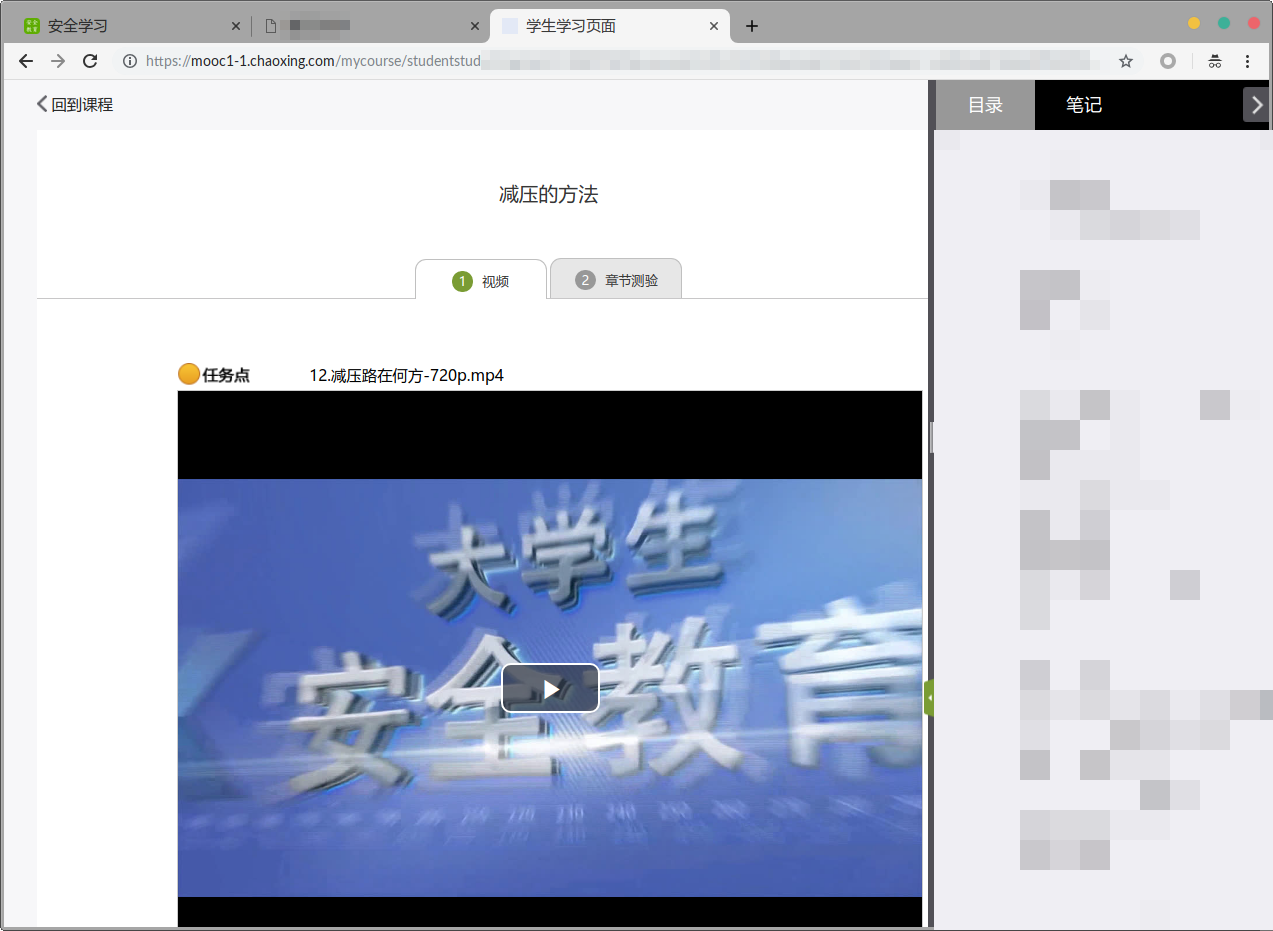 安全学习
学生学习页面
https://mooc1-1.chaoxing.com/mycourse/studentstud
回到课程
目录
笔记
减压的方法
1 视频
2 章节测验
任务点
12.减压路在何方-720p.mp4
大学生
安全教育
210
240